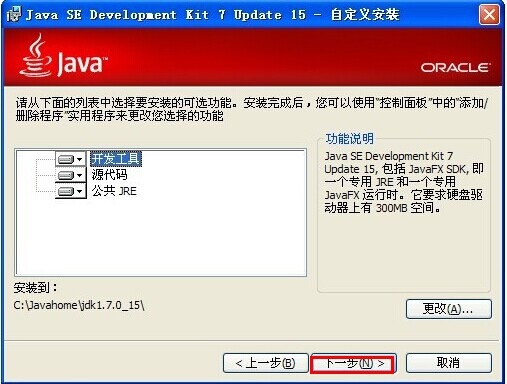 Java SE Development Kit 7 Update 15 - 自定义安装
Java
ORACLE
请从下面的列表中选择要安装的可选功能。安装完成后，您可以使用“控制面板”中的“添加/
删除程序”实用程序来更改您选择的功能
开发工具
源代码
公共 JRE
功能说明
Java SE Development Kit 7
Update 15, 包括 JavaFX SDK, 即
一个专用 JRE 和一个专用
JavaFX 运行时。它要求硬盘驱
动器上有 300MB 空间。
安装到：
C:\Javahome\jdk1.7.0_15\
更改(A)...
< 上一步(B)
下一步(N) >
取消